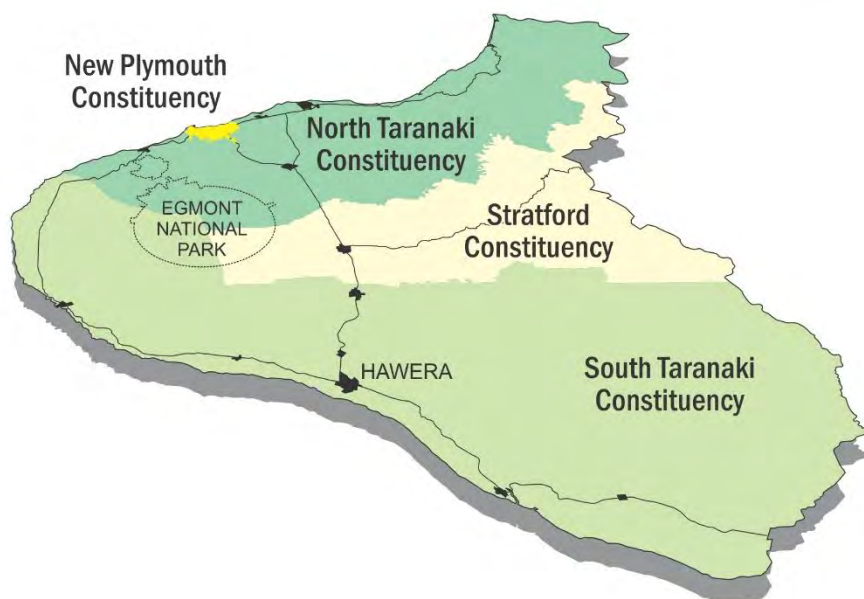 New Plymouth
Constituency
North Taranaki
Constituency
EGMONT
NATIONAL
PARK
Stratford
Constituency
HAWERA
South Taranaki
Constituency